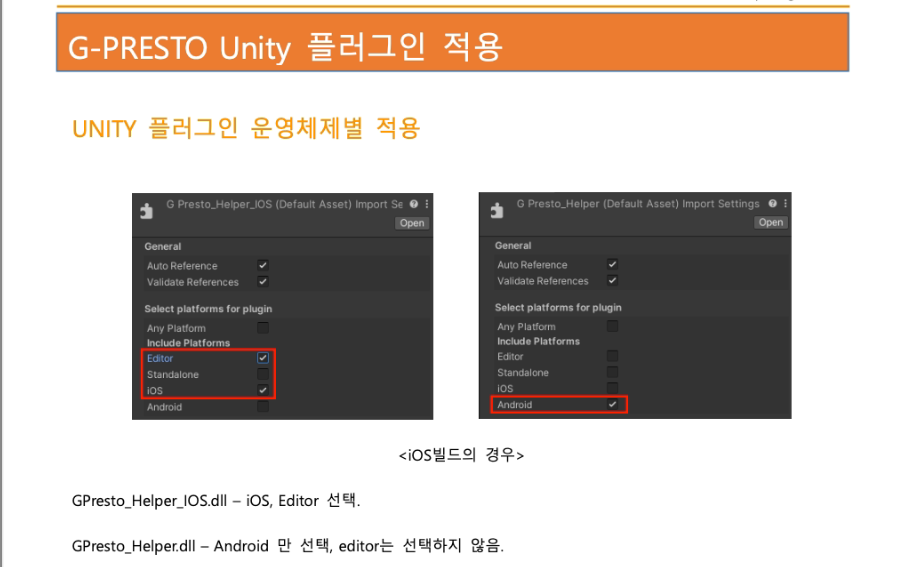 G-PRESTO Unity 플러그인 적용
UNITY 플러그인 운영체제별 적용
G Presto_Helper_IOS (Default Asset) Import Se
Open
General
Auto Reference
Validate References
Select platforms for plugin
Any Platform
Include Platforms
Editor
Standalone
iOS
Android
G Presto_Helper (Default Asset) Import Settings
Open
General
Auto Reference
Validate References
Select platforms for plugin
Any Platform
Include Platforms
Editor
Standalone
iOS
Android
<iOS빌드의 경우>
GPresto_Helper_IOS.dll – iOS, Editor 선택.
GPresto_Helper.dll – Android 만 선택, editor는 선택하지 않음.